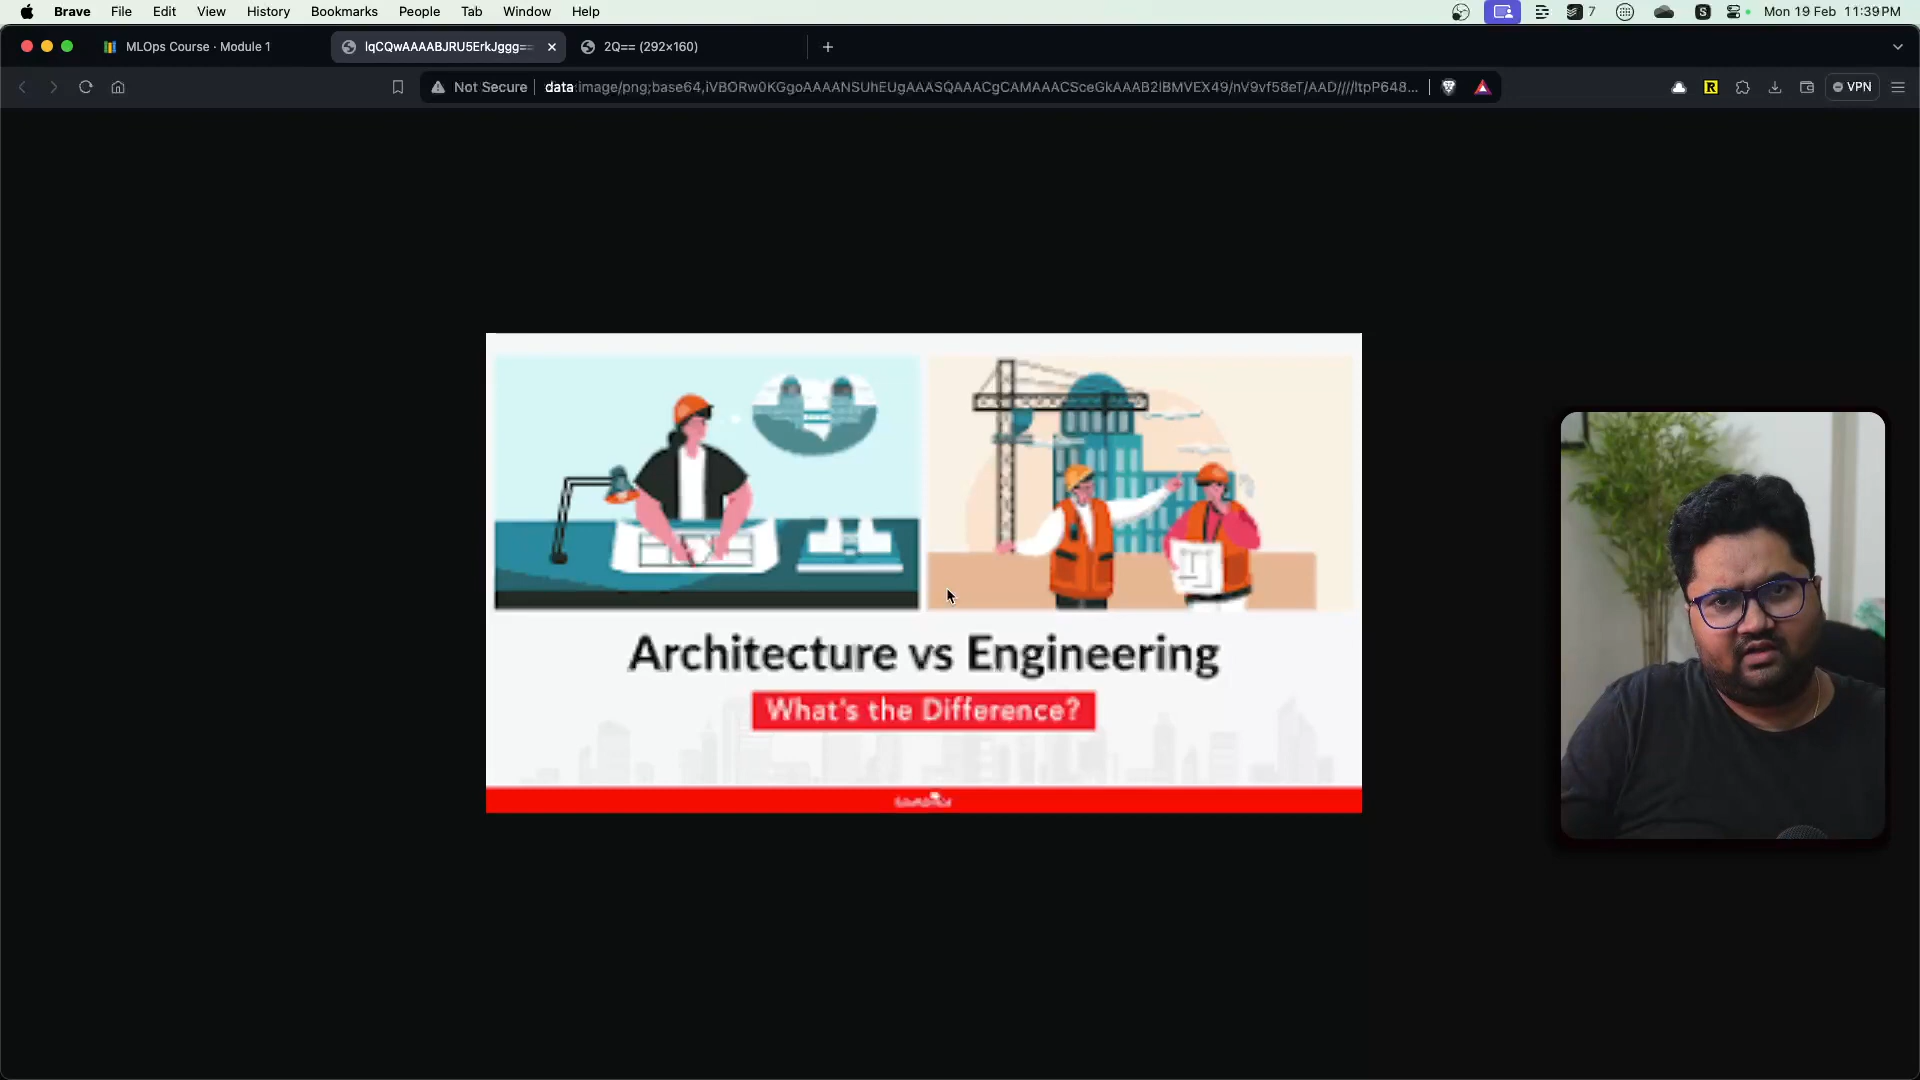 Brave File Edit View History Bookmarks People Tab Window Help 7 S Mon 19 Feb 11:39 PM
MLOps Course - Module 1 lqCQwAAAABJRU5ErkJggg== 2Q== (292×160)
Not Secure data:image/png;base64,iVBORw0KGgoAAAANSUhEUgAAASQAAACgCAMAAACSceGkAAAB2lBMVEX49/nV9vf58eT/AAD////ltpP648... R VPN
Architecture vs Engineering
What's the Difference?